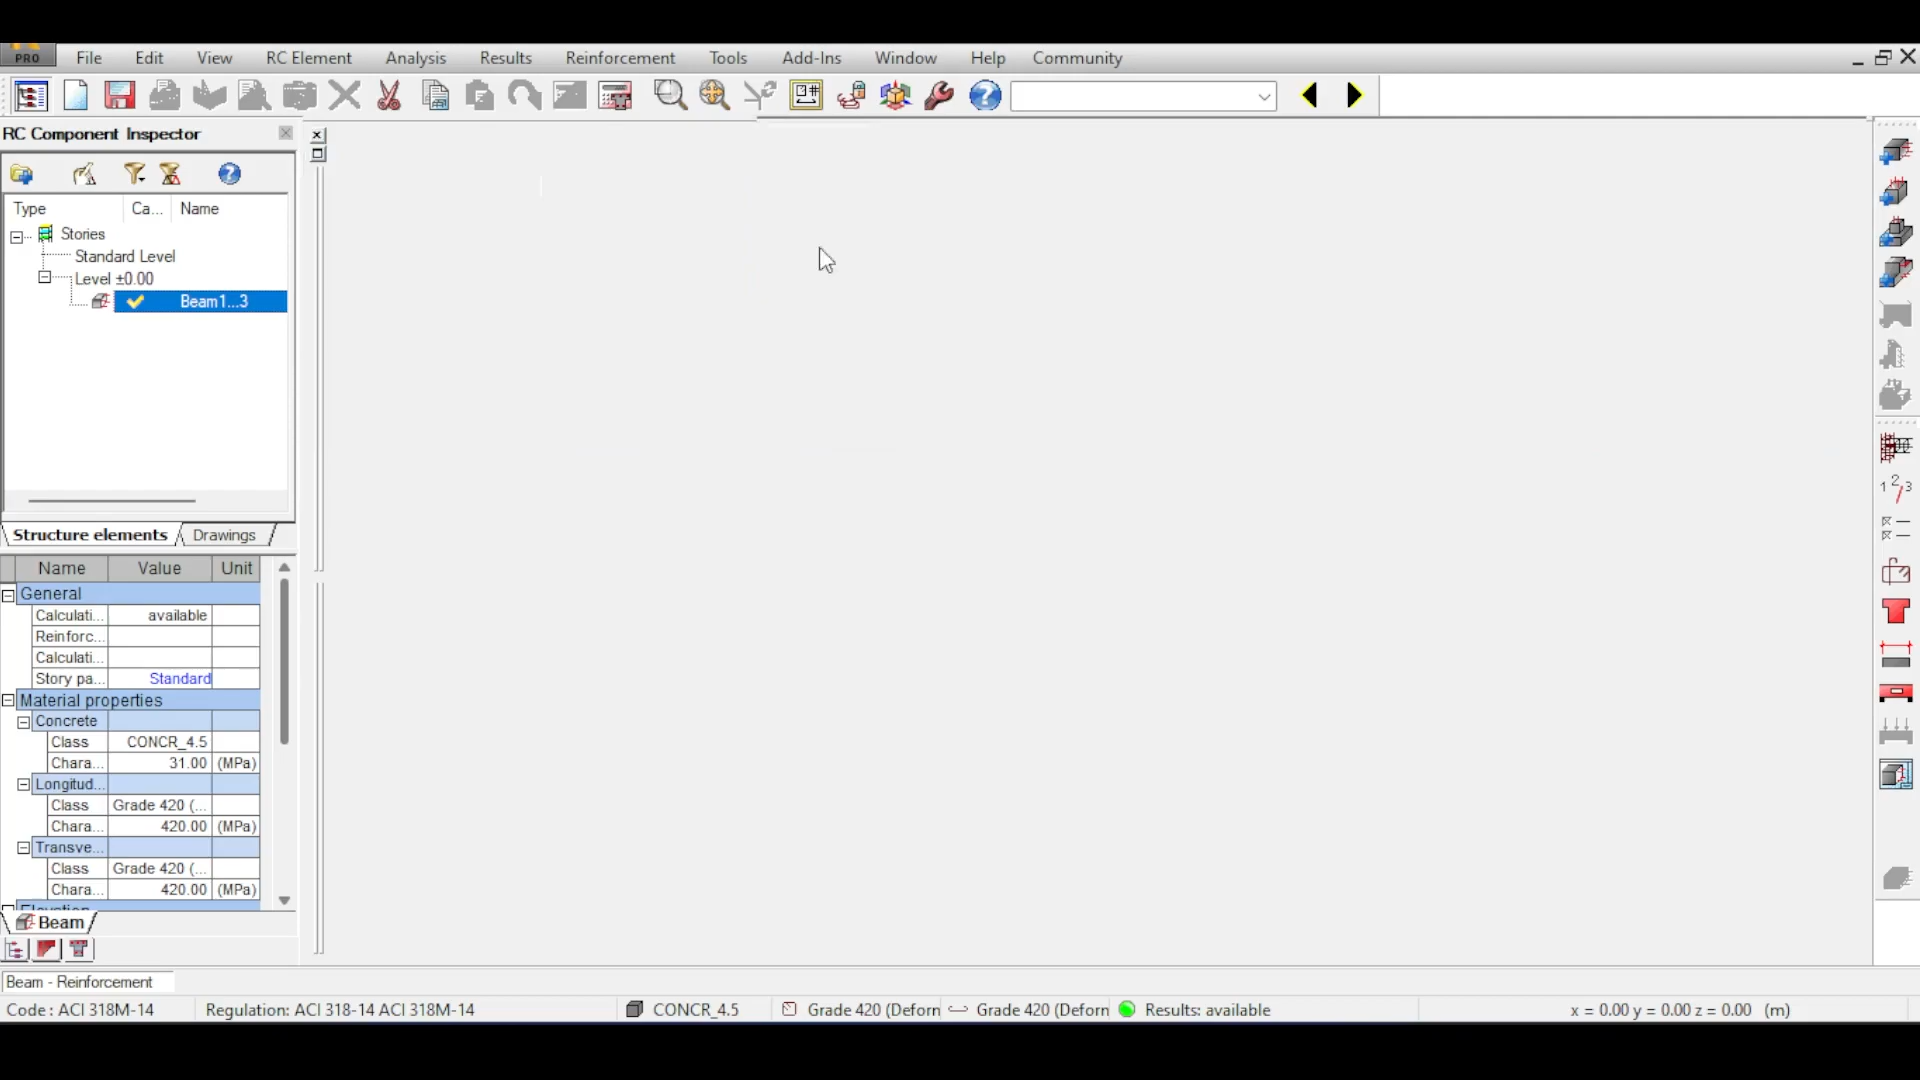 PRO File Edit View RC Element Analysis Results Reinforcement Tools Add-Ins Window Help Community
RC Component Inspector
Type Ca... Name
Stories
Standard Level
Level ±0.00
Beam1...3
Structure elements Drawings
Name Value Unit
General
Calculati... available
Reinforc...
Calculati...
Story pa... Standard
Material properties
Concrete
Class CONCR_4.5
Chara... 31.00 (MPa)
Longitud...
Class Grade 420 (...
Chara... 420.00 (MPa)
Transve...
Class Grade 420 (...
Chara... 420.00 (MPa)
Elevation
Beam
Beam - Reinforcement
Code : ACI 318M-14 Regulation: ACI 318-14 ACI 318M-14 CONCR_4.5 Grade 420 (Deforn Grade 420 (Deforn Results: available x = 0.00 y = 0.00 z = 0.00 (m)
1 2 3